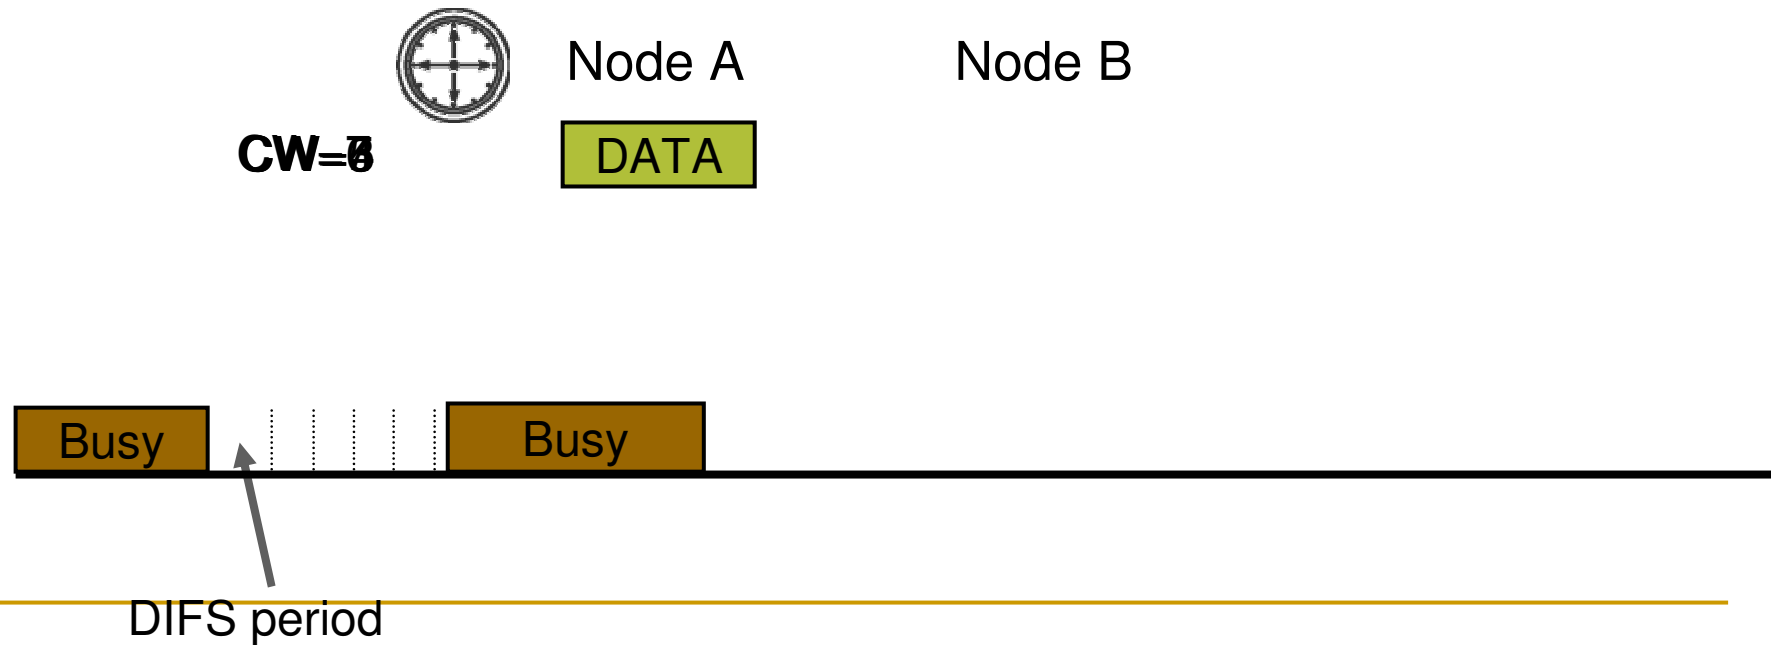 Node A Node B
CW=
DATA
Busy Busy
DIFS period